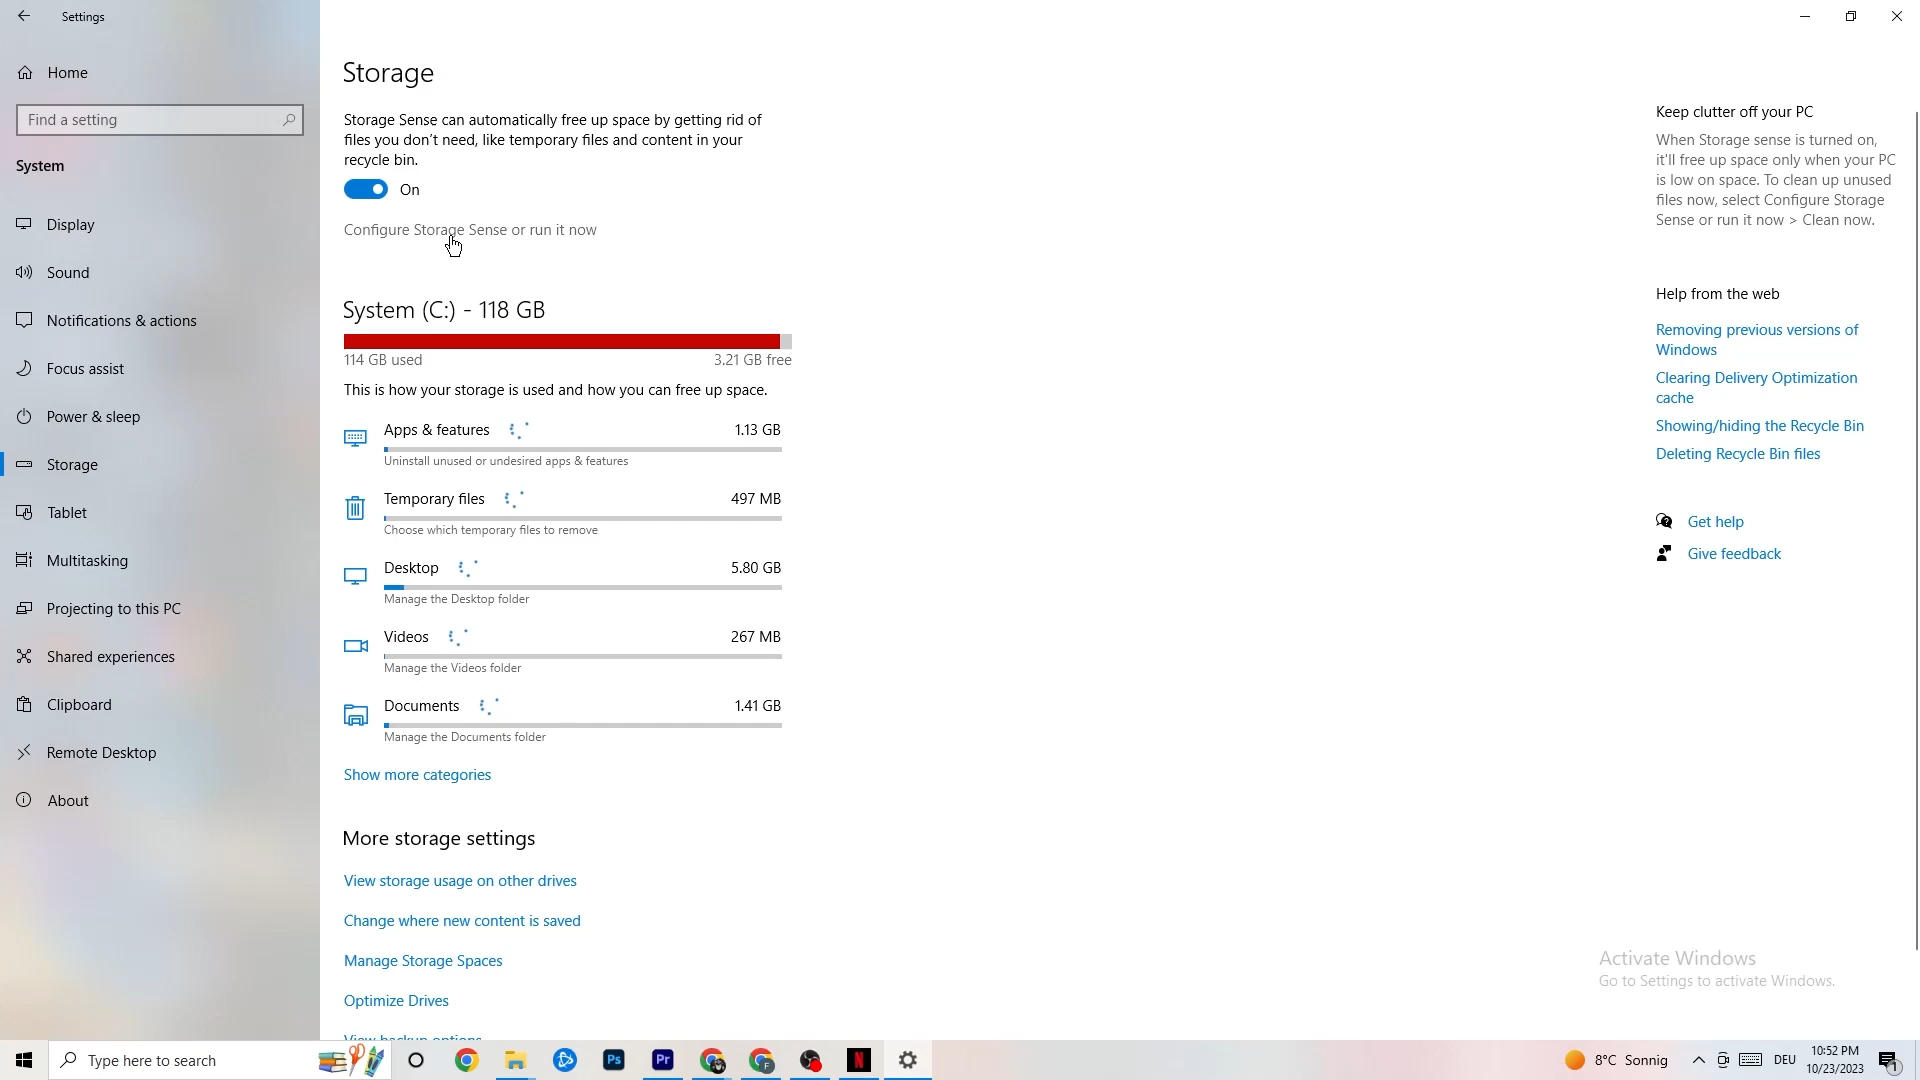 Settings
Home
Find a setting
System
Display
Sound
Notifications & actions
Focus assist
Power & sleep
Storage
Tablet
Multitasking
Projecting to this PC
Shared experiences
Clipboard
Remote Desktop
About
Storage
Storage Sense can automatically free up space by getting rid of
files you don't need, like temporary files and content in your
recycle bin.
On
Configure Storage Sense or run it now
System (C:) - 118 GB
114 GB used 3.21 GB free
This is how your storage is used and how you can free up space.
Apps & features 1.13 GB
Uninstall unused or undesired apps & features
Temporary files 497 MB
Choose which temporary files to remove
Desktop 5.80 GB
Manage the Desktop folder
Videos 267 MB
Manage the Videos folder
Documents 1.41 GB
Manage the Documents folder
Show more categories
More storage settings
View storage usage on other drives
Change where new content is saved
Manage Storage Spaces
Optimize Drives
View backup options
Keep clutter off your PC
When Storage sense is turned on,
it'll free up space only when your PC
is low on space. To clean up unused
files now, select Configure Storage
Sense or run it now > Clean now.
Help from the web
Removing previous versions of
Windows
Clearing Delivery Optimization
cache
Showing/hiding the Recycle Bin
Deleting Recycle Bin files
Get help
Give feedback
Activate Windows
Go to Settings to activate Windows.
Type here to search
Ps
Pr
F
N
8°C Sonnig
DEU
10:52 PM
10/23/2023
1